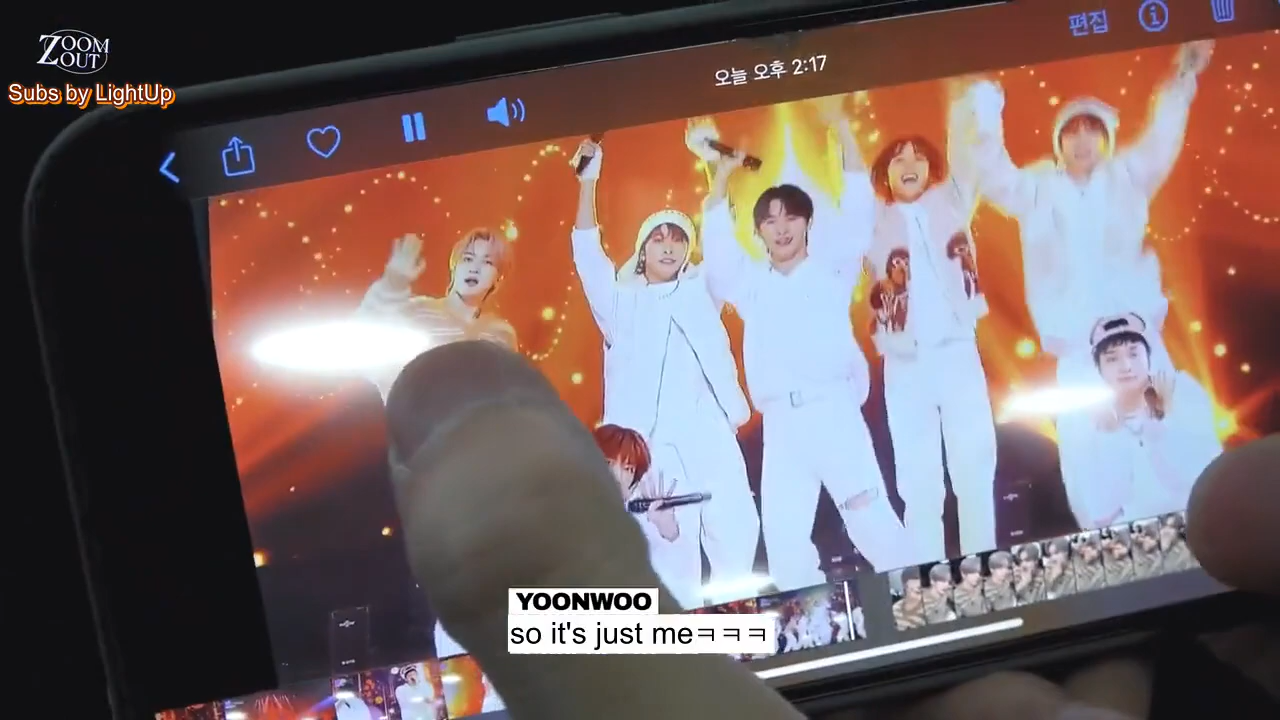 ZOOM
OUT
Subs by LightUp
편집
오늘 오후 2:17
YOONWOO
so it's just meㅋㅋㅋ